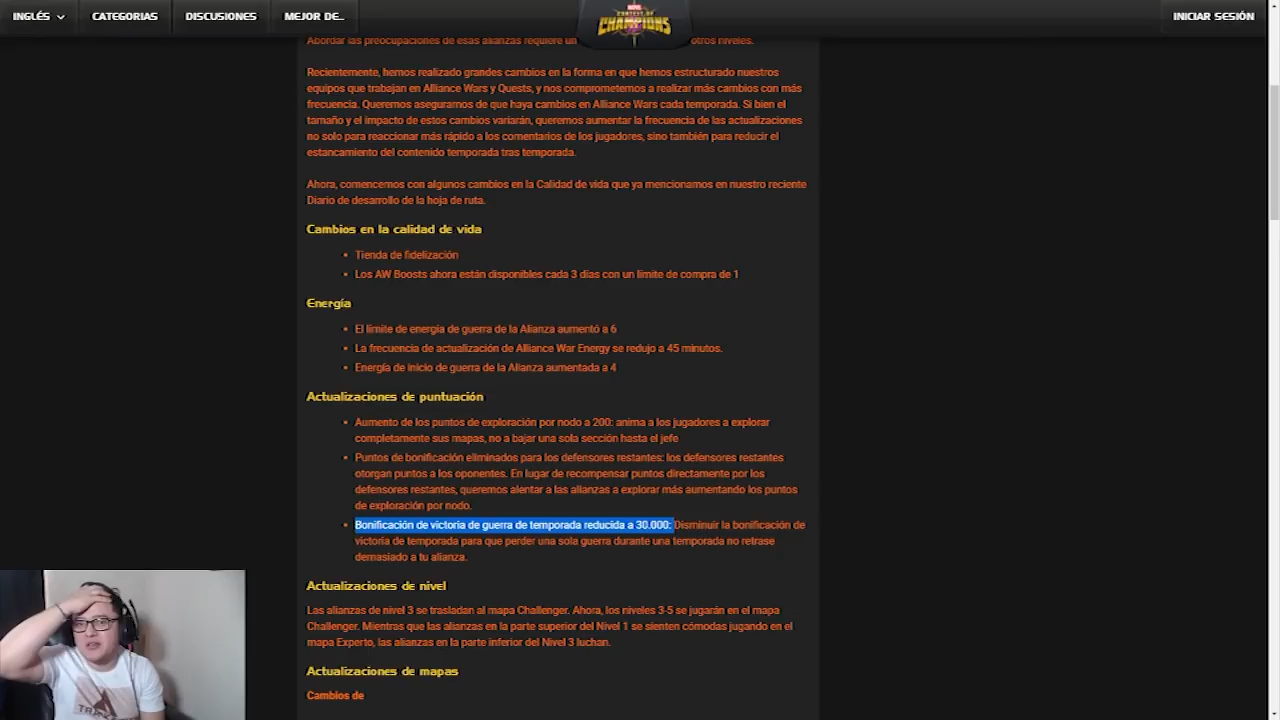 INGLÉS
CATEGORIAS
DISCUSIONES
MEJOR DE...
MARVEL
CONTEST OF
CHAMPIONS
INICIAR SESIÓN
Abordar las preocupaciones de esas alianzas requiere un otros niveles.
Recientemente, hemos realizado grandes cambios en la forma en que hemos estructurado nuestros
equipos que trabajan en Alliance Wars y Quests, y nos comprometemos a realizar más cambios con más
frecuencia. Queremos asegurarnos de que haya cambios en Alliance Wars cada temporada. Si bien el
tamaño y el impacto de estos cambios variarán, queremos aumentar la frecuencia de las actualizaciones
no solo para reaccionar más rápido a los comentarios de los jugadores, sino también para reducir el
estancamiento del contenido temporada tras temporada.
Ahora, comencemos con algunos cambios en la Calidad de vida que ya mencionamos en nuestro reciente
Diario de desarrollo de la hoja de ruta.
Cambios en la calidad de vida
• Tienda de fidelización
• Los AW Boosts ahora están disponibles cada 3 días con un límite de compra de 1
Energía
• El límite de energía de guerra de la Alianza aumentó a 6
• La frecuencia de actualización de Alliance War Energy se redujo a 45 minutos.
• Energía de inicio de guerra de la Alianza aumentada a 4
Actualizaciones de puntuación
• Aumento de los puntos de exploración por nodo a 200: anima a los jugadores a explorar
completamente sus mapas, no a bajar una sola sección hasta el jefe
• Puntos de bonificación eliminados para los defensores restantes: los defensores restantes
otorgan puntos a los oponentes. En lugar de recompensar puntos directamente por los
defensores restantes, queremos alentar a las alianzas a explorar más aumentando los puntos
de exploración por nodo.
• Bonificación de victoria de guerra de temporada reducida a 30.000: Disminuir la bonificación de
victoria de temporada para que perder una sola guerra durante una temporada no retrase
demasiado a tu alianza.
Actualizaciones de nivel
Las alianzas de nivel 3 se trasladan al mapa Challenger. Ahora, los niveles 3-5 se jugarán en el mapa
Challenger. Mientras que las alianzas en la parte superior del Nivel 1 se sienten cómodas jugando en el
mapa Experto, las alianzas en la parte inferior del Nivel 3 luchan.
Actualizaciones de mapas
Cambios de